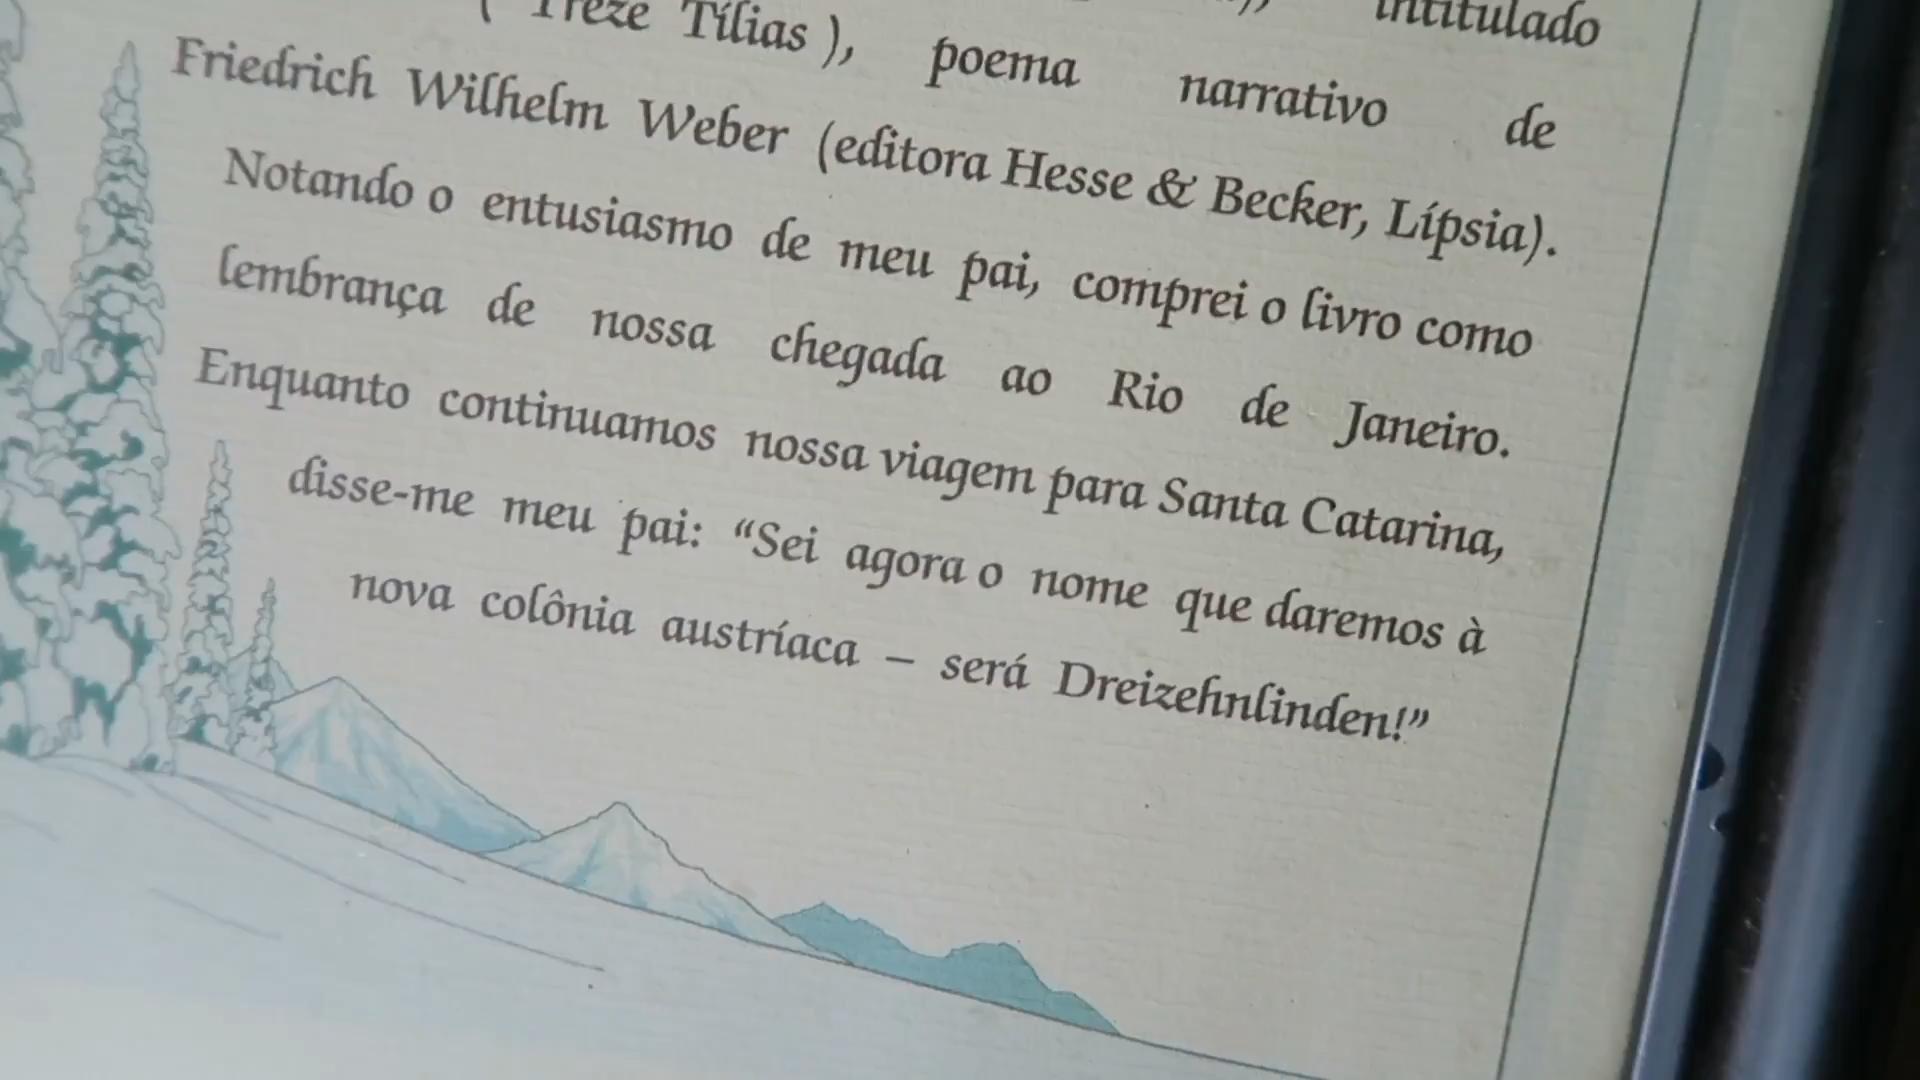 intitulado
( Treze Tílias ), poema narrativo de
Friedrich Wilhelm Weber (editora Hesse & Becker, Lípsia).
Notando o entusiasmo de meu pai, comprei o livro como
lembrança de nossa chegada ao Rio de Janeiro.
Enquanto continuamos nossa viagem para Santa Catarina,
disse-me meu pai: “Sei agora o nome que daremos à
nova colônia austríaca – será Dreizehnlinden!”